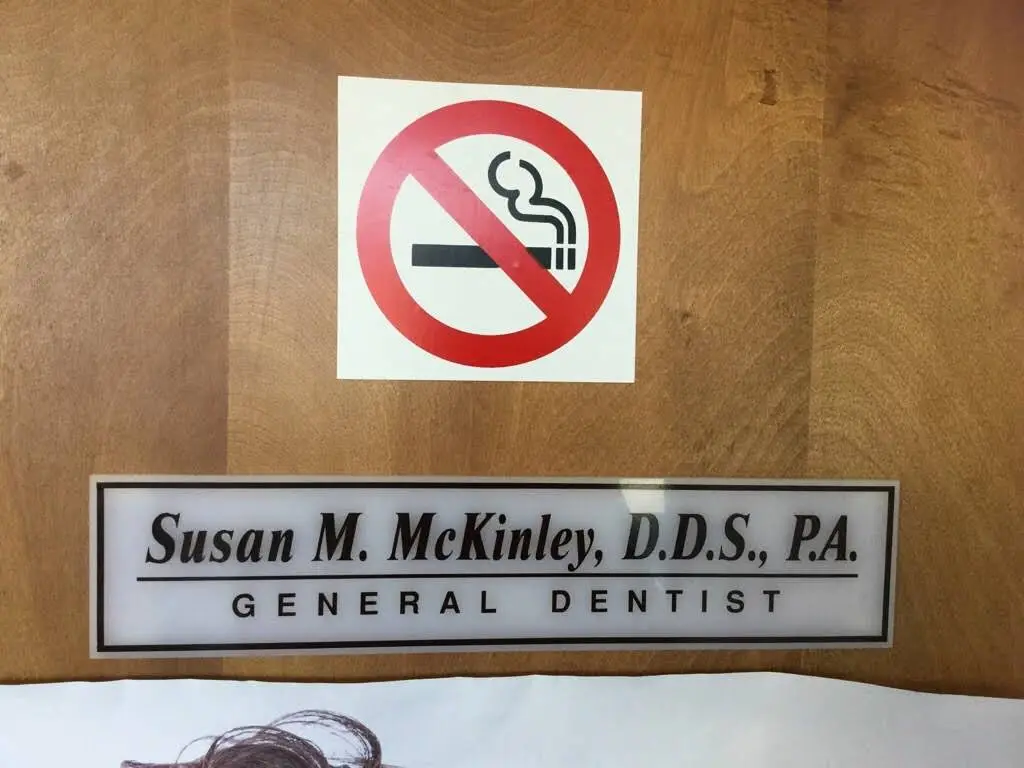 Susan M. McKinley, D.D.S., P.A.
GENERAL DENTIST